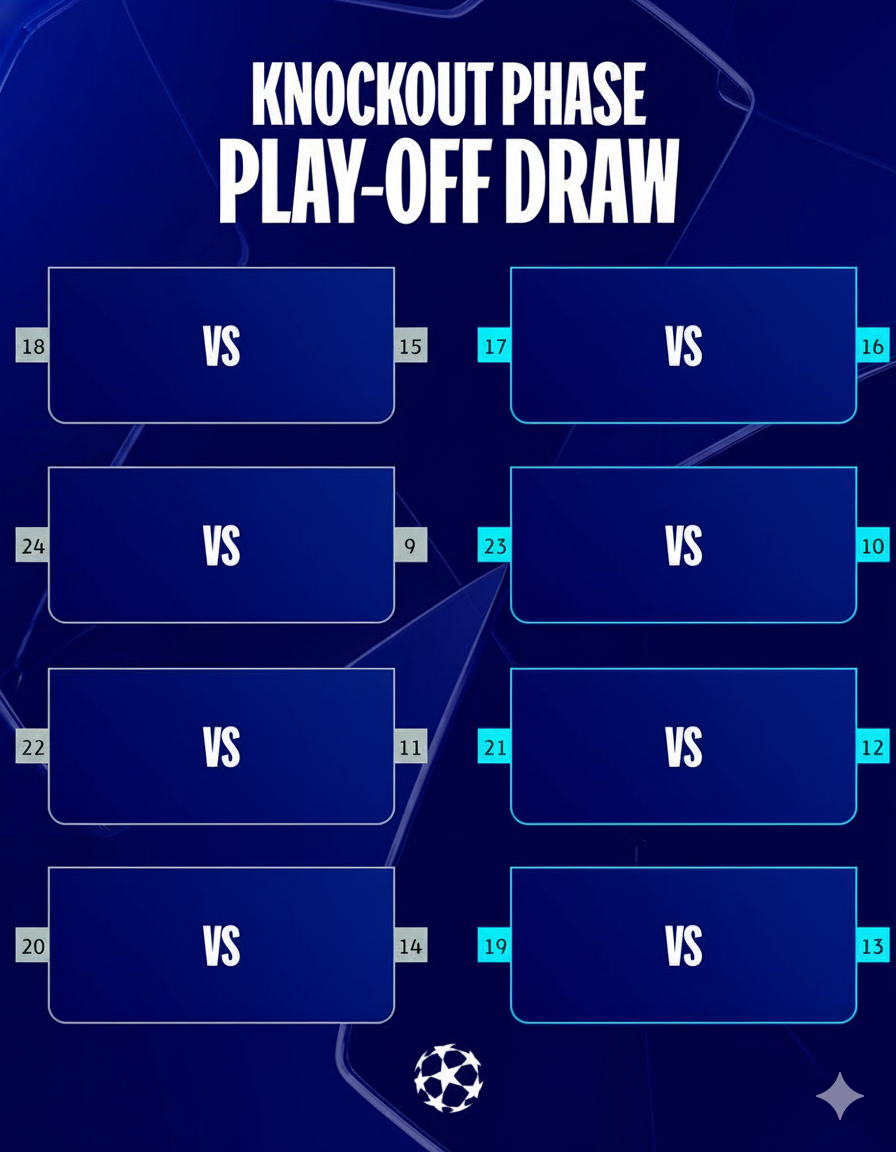 KNOCKOUT PHASE
PLAY-OFF DRAW
18 VS 15
17 VS 16
24 VS 9
23 VS 10
22 VS 11
21 VS 12
20 VS 14
19 VS 13